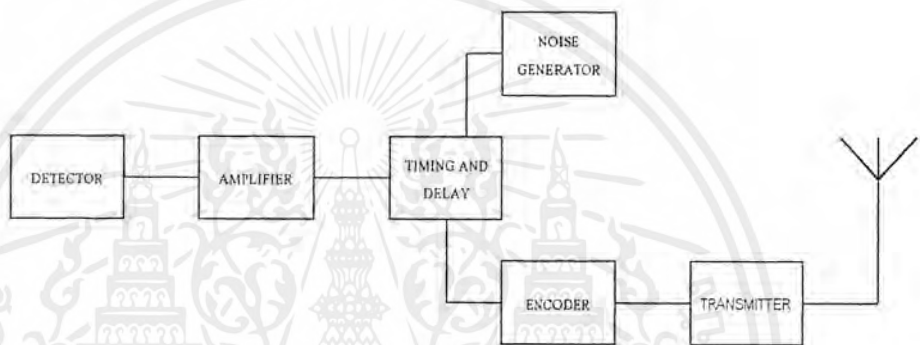 NOISE
GENERATOR
DETECTOR
AMPLIFIER
TIMING AND
DELAY
ENCODER
TRANSMITTER